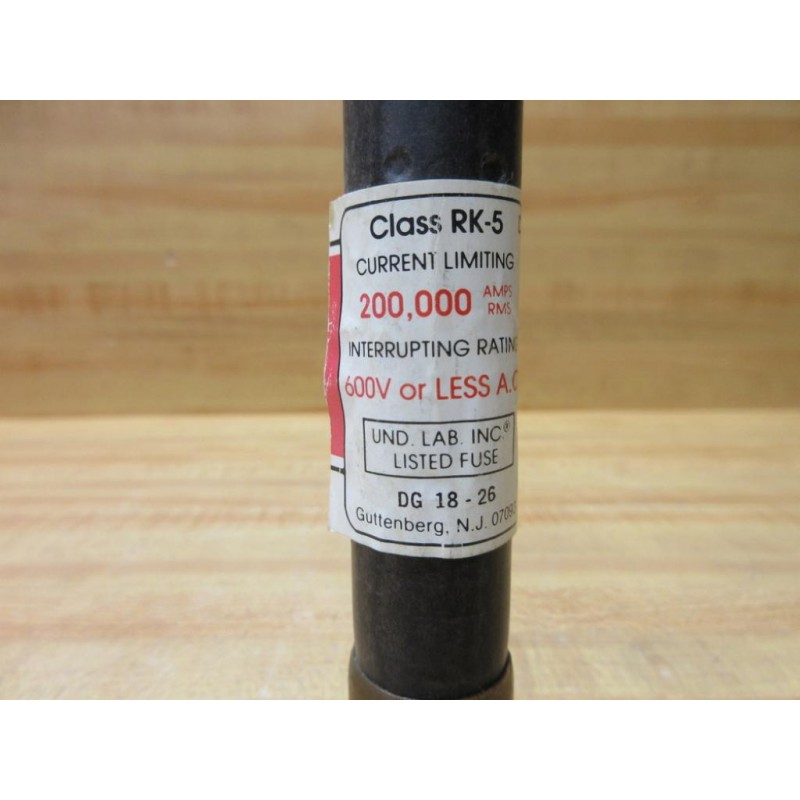 Class RK-5
CURRENT LIMITING
200,000 AMPS RMS
INTERRUPTING RATIN
600V or LESS A.C
UND. LAB. INC.®
LISTED FUSE
DG 18 - 26
Guttenberg, N.J. 0709